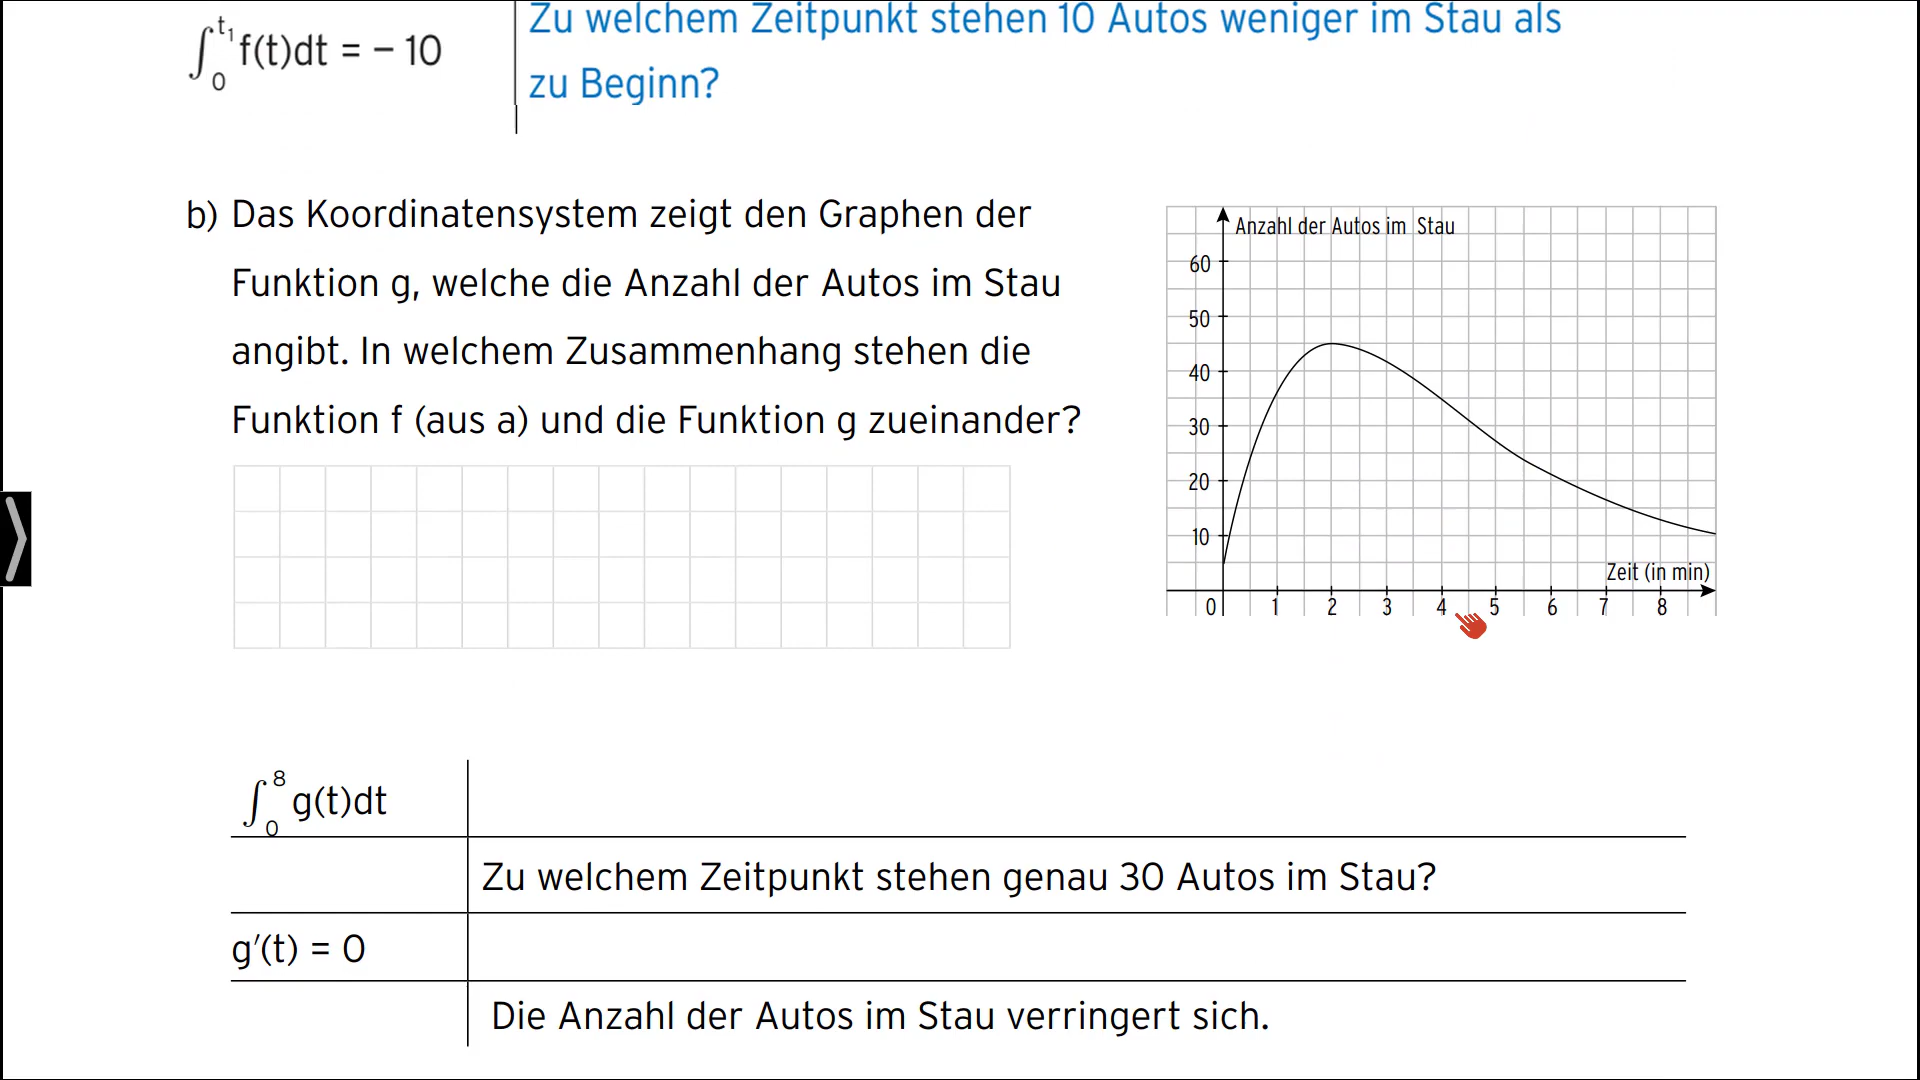 ∫₀^t₁ f(t)dt = – 10
Zu welchem Zeitpunkt stehen 10 Autos weniger im Stau als
zu Beginn?
b) Das Koordinatensystem zeigt den Graphen der
Funktion g, welche die Anzahl der Autos im Stau
angibt. In welchem Zusammenhang stehen die
Funktion f (aus a) und die Funktion g zueinander?
Anzahl der Autos im Stau
60
50
40
30
20
10
Zeit (in min)
0 1 2 3 4 5 6 7 8
∫₀⁸ g(t)dt
Zu welchem Zeitpunkt stehen genau 30 Autos im Stau?
g′(t) = 0
Die Anzahl der Autos im Stau verringert sich.